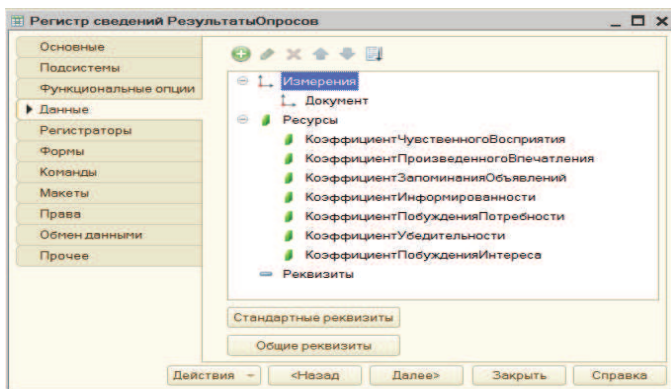 Регистр сведений РезультатыОпросов
Основные
Подсистемы
Функциональные опции
Данные
Регистраторы
Формы
Команды
Макеты
Права
Обмен данными
Прочее
Измерения
Документ
Ресурсы
КоэффициентЧувственногоВосприятия
КоэффициентПроизведенногоВпечатления
КоэффициентЗапоминанияОбъявлений
КоэффициентИнформированности
КоэффициентПобужденияПотребности
КоэффициентУбедительности
КоэффициентПобужденияИнтереса
Реквизиты
Стандартные реквизиты
Общие реквизиты
Действия <Назад Далее> Закрыть Справка